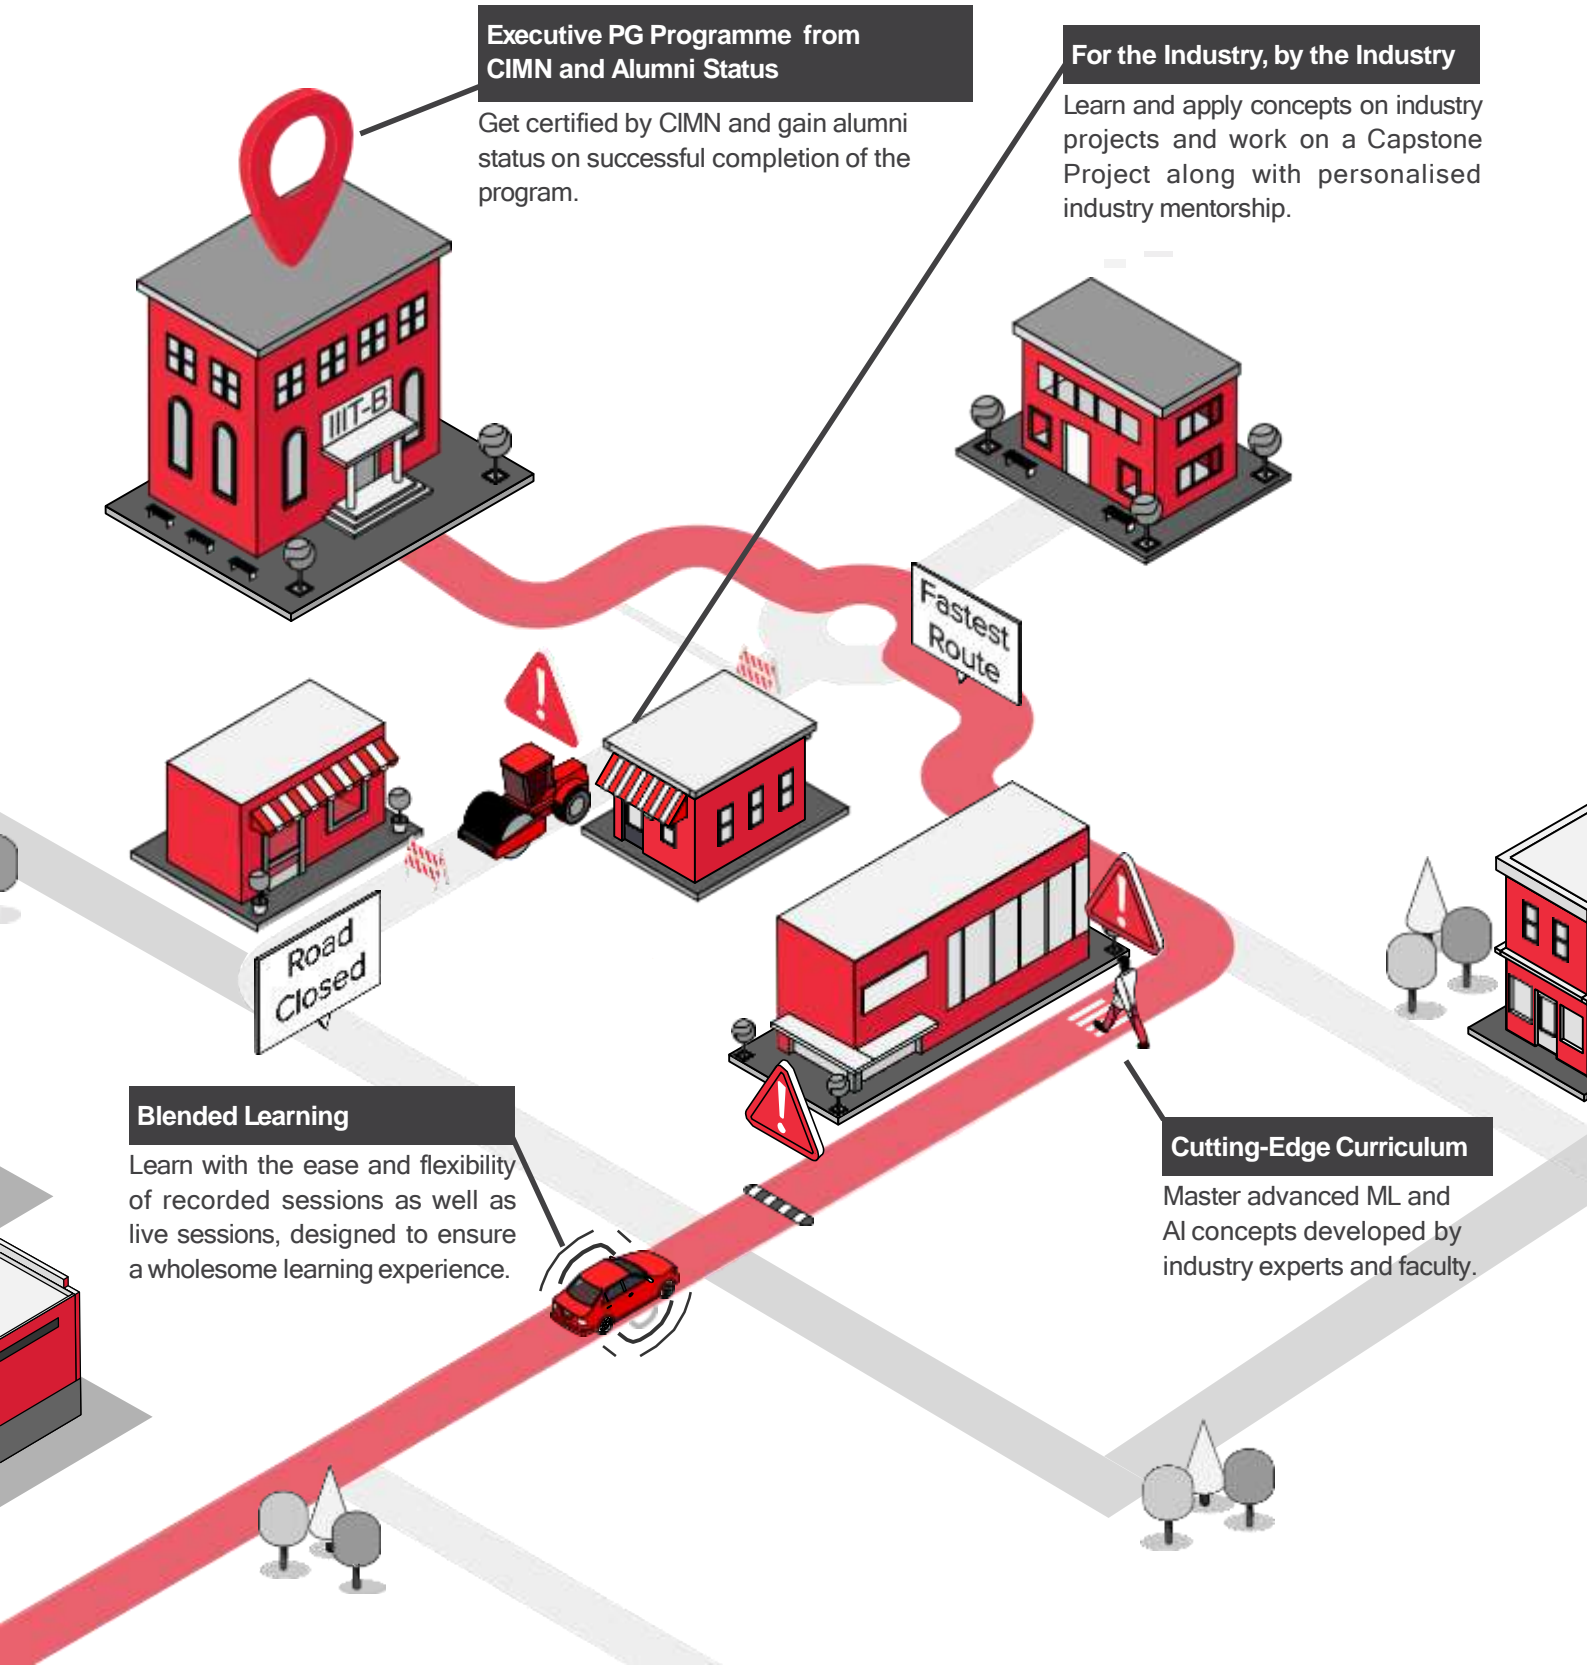 Executive PG Programme from
CIMN and Alumni Status
Get certified by CIMN and gain alumni
status on successful completion of the
program.
For the Industry, by the Industry
Learn and apply concepts on industry
projects and work on a Capstone
Project along with personalised
industry mentorship.
IIIT-B
Fastest
Route
Road
Closed
Blended Learning
Learn with the ease and flexibility
of recorded sessions as well as
live sessions, designed to ensure
a wholesome learning experience.
Cutting-Edge Curriculum
Master advanced ML and
AI concepts developed by
industry experts and faculty.